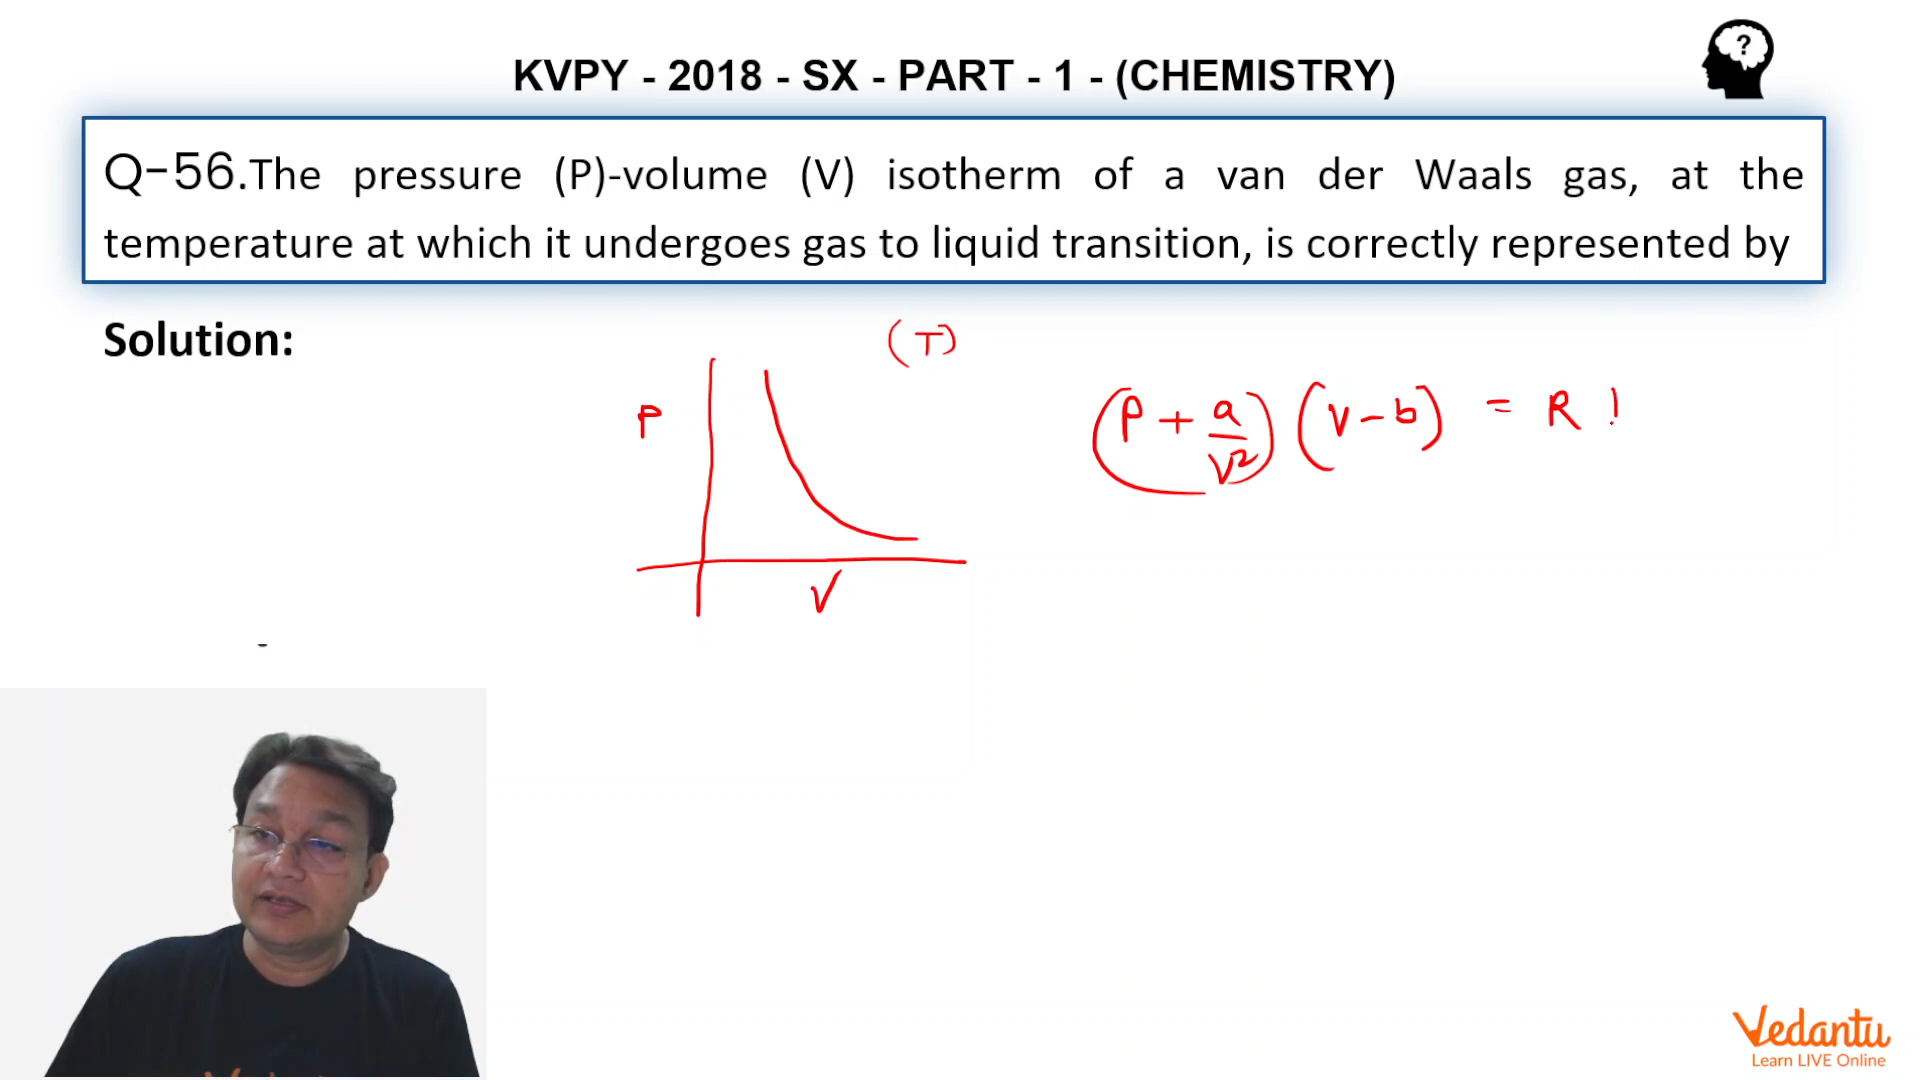 KVPY - 2018 - SX - PART - 1 - (CHEMISTRY)
?
Q-56.The pressure (P)-volume (V) isotherm of a van der Waals gas, at the
temperature at which it undergoes gas to liquid transition, is correctly represented by
Solution:
(T)
P
V
(P + a/V²) (V - b) = R
Vedantu
Learn LIVE Online